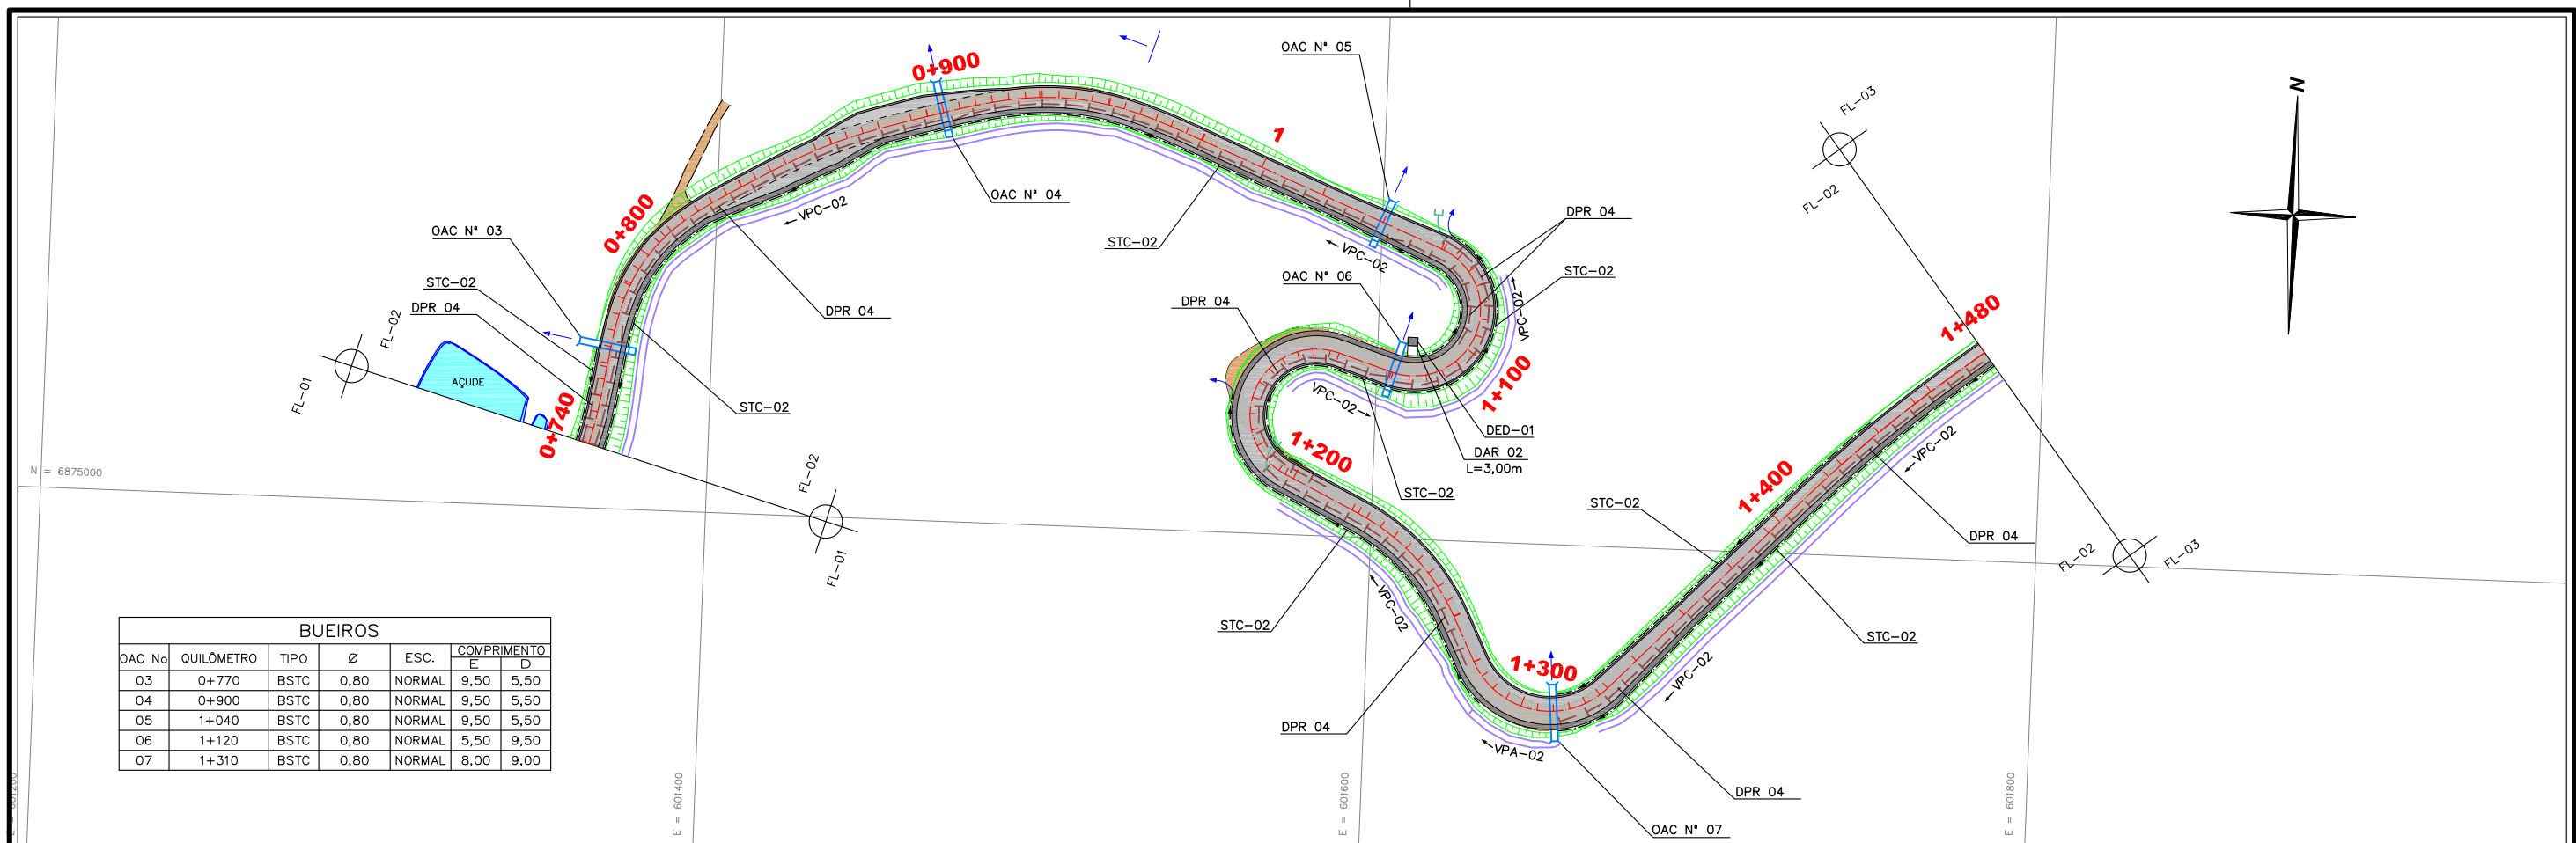 OAC N° 05
0+900
FL-03
N
1
FL-02
OAC N° 04
VPC-02
DPR 04
0+800
OAC N° 03
STC-02
VPC-02
STC-02
OAC N° 06
STC-02
DPR 04
DPR 04
VPC-02
DPR 04
1+480
FL-02
FL-01
AÇUDE
VPC-02
1+100
0+740
STC-02
DED-01
DAR 02
L=3,00m
1+200
VPC-02
N = 6875000
FL-02
FL-01
STC-02
1+400
STC-02
DPR 04
FL-02
FL-03
VPC-02
STC-02
STC-02
BUEIROS
OAC No QUILÔMETRO TIPO Ø ESC. COMPRIMENTO
E D
03 0+770 BSTC 0,80 NORMAL 9,50 5,50
04 0+900 BSTC 0,80 NORMAL 9,50 5,50
05 1+040 BSTC 0,80 NORMAL 9,50 5,50
06 1+120 BSTC 0,80 NORMAL 5,50 9,50
07 1+310 BSTC 0,80 NORMAL 8,00 9,00
1+300
VPC-02
DPR 04
VPA-02
DPR 04
OAC N° 07
E = 601400
E = 601600
E = 601800